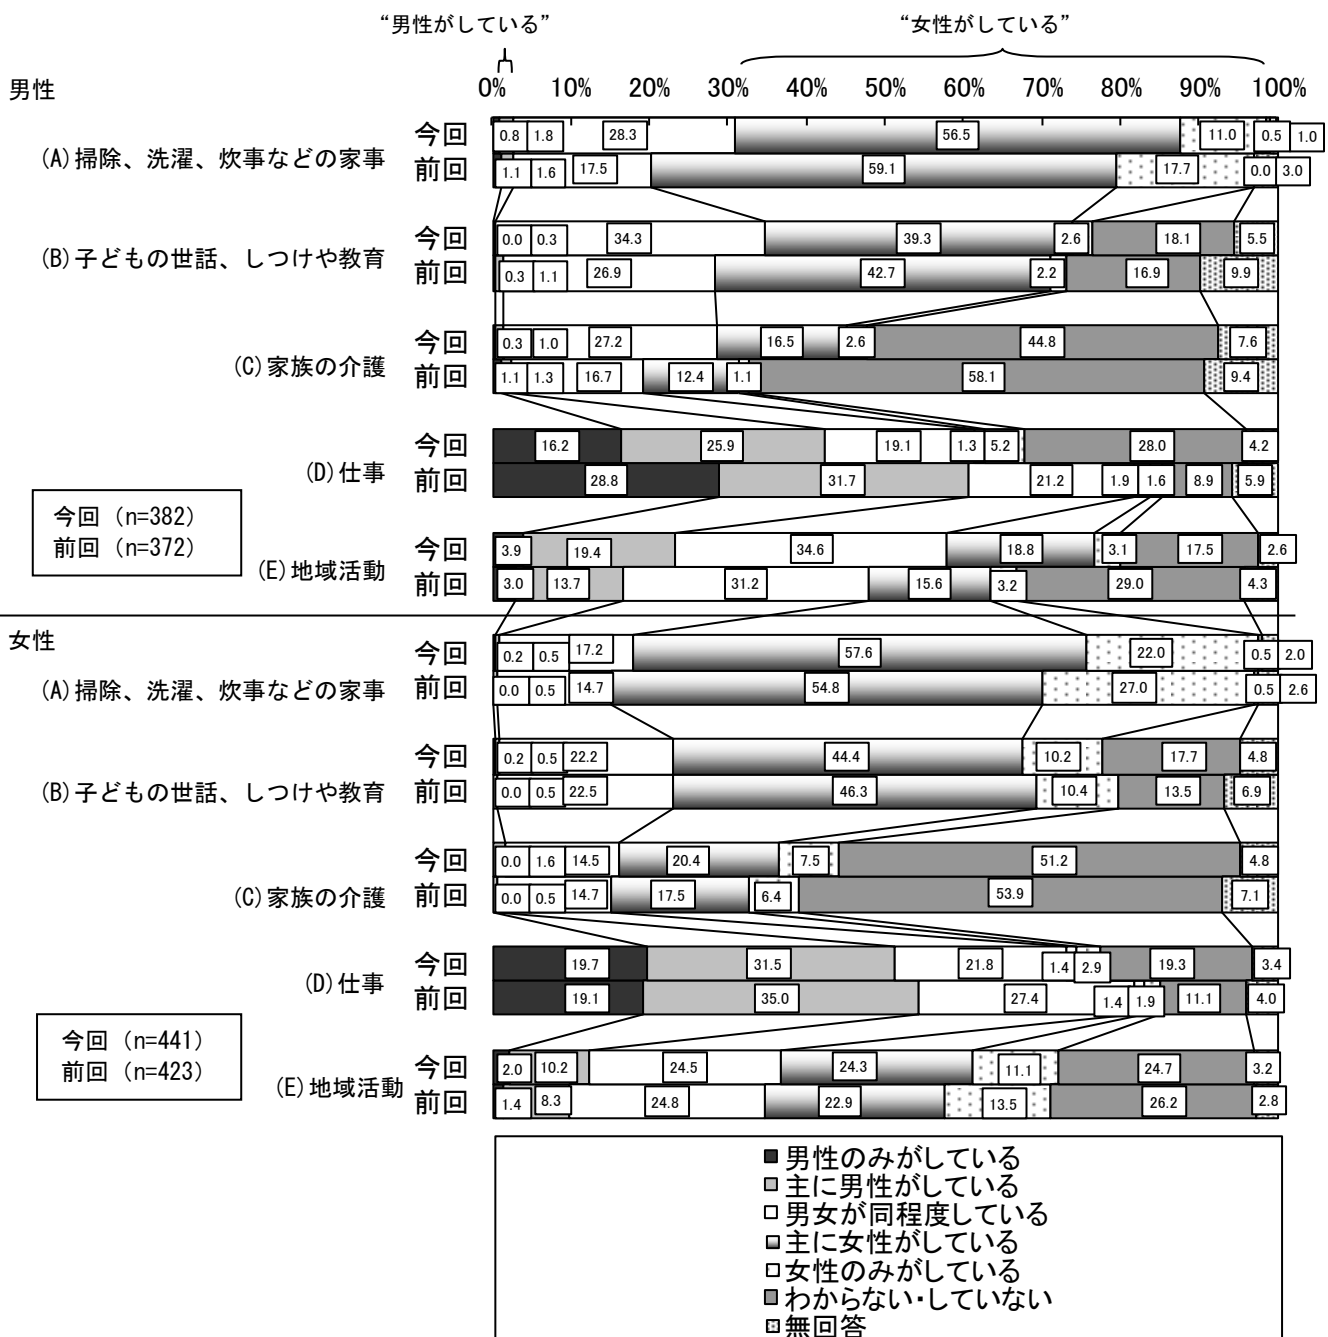 “男性がしている” “女性がしている”
男性
0% 10% 20% 30% 40% 50% 60% 70% 80% 90% 100%
(A)掃除、洗濯、炊事などの家事
今回 0.8 1.8 28.3 56.5 11.0 0.5 1.0
前回 1.1 1.6 17.5 59.1 17.7 0.0 3.0
(B)子どもの世話、しつけや教育
今回 0.0 0.3 34.3 39.3 2.6 18.1 5.5
前回 0.3 1.1 26.9 42.7 2.2 16.9 9.9
(C)家族の介護
今回 0.3 1.0 27.2 16.5 2.6 44.8 7.6
前回 1.1 1.3 16.7 12.4 1.1 58.1 9.4
(D)仕事
今回 16.2 25.9 19.1 1.3 5.2 28.0 4.2
前回 28.8 31.7 21.2 1.9 1.6 8.9 5.9
今回 (n=382)
前回 (n=372)
(E)地域活動
今回 3.9 19.4 34.6 18.8 3.1 17.5 2.6
前回 3.0 13.7 31.2 15.6 3.2 29.0 4.3
女性
(A)掃除、洗濯、炊事などの家事
今回 0.2 0.5 17.2 57.6 22.0 0.5 2.0
前回 0.0 0.5 14.7 54.8 27.0 0.5 2.6
(B)子どもの世話、しつけや教育
今回 0.2 0.5 22.2 44.4 10.2 17.7 4.8
前回 0.0 0.5 22.5 46.3 10.4 13.5 6.9
(C)家族の介護
今回 0.0 1.6 14.5 20.4 7.5 51.2 4.8
前回 0.0 0.5 14.7 17.5 6.4 53.9 7.1
(D)仕事
今回 19.7 31.5 21.8 1.4 2.9 19.3 3.4
前回 19.1 35.0 27.4 1.4 1.9 11.1 4.0
今回 (n=441)
前回 (n=423)
(E)地域活動
今回 2.0 10.2 24.5 24.3 11.1 24.7 3.2
前回 1.4 8.3 24.8 22.9 13.5 26.2 2.8
男性のみがしている
主に男性がしている
男女が同程度している
主に女性がしている
女性のみがしている
わからない・していない
無回答